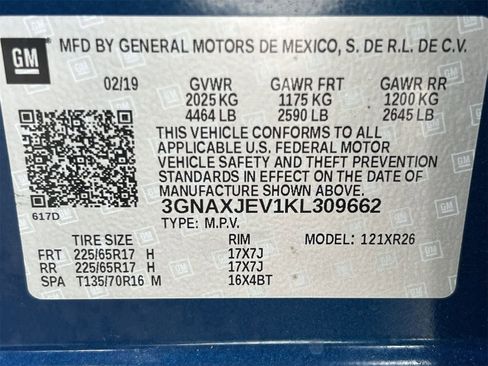 GM
MFD BY GENERAL MOTORS DE MEXICO, S. DE R.L. DE C.V.
02/19 GVWR GAWR FRT GAWR RR
2025 KG 1175 KG 1200 KG
4464 LB 2590 LB 2645 LB
THIS VEHICLE CONFORMS TO ALL
APPLICABLE U.S. FEDERAL MOTOR
VEHICLE SAFETY AND THEFT PREVENTION
STANDARDS IN EFFECT ON THE DATE OF
MANUFACTURE SHOWN ABOVE.
617D
3GNAXJEV1KL309662
TYPE: M.P.V.
TIRE SIZE RIM MODEL: 121XR26
FRT 225/65R17 H 17X7J
RR 225/65R17 H 17X7J
SPA T135/70R16 M 16X4BT